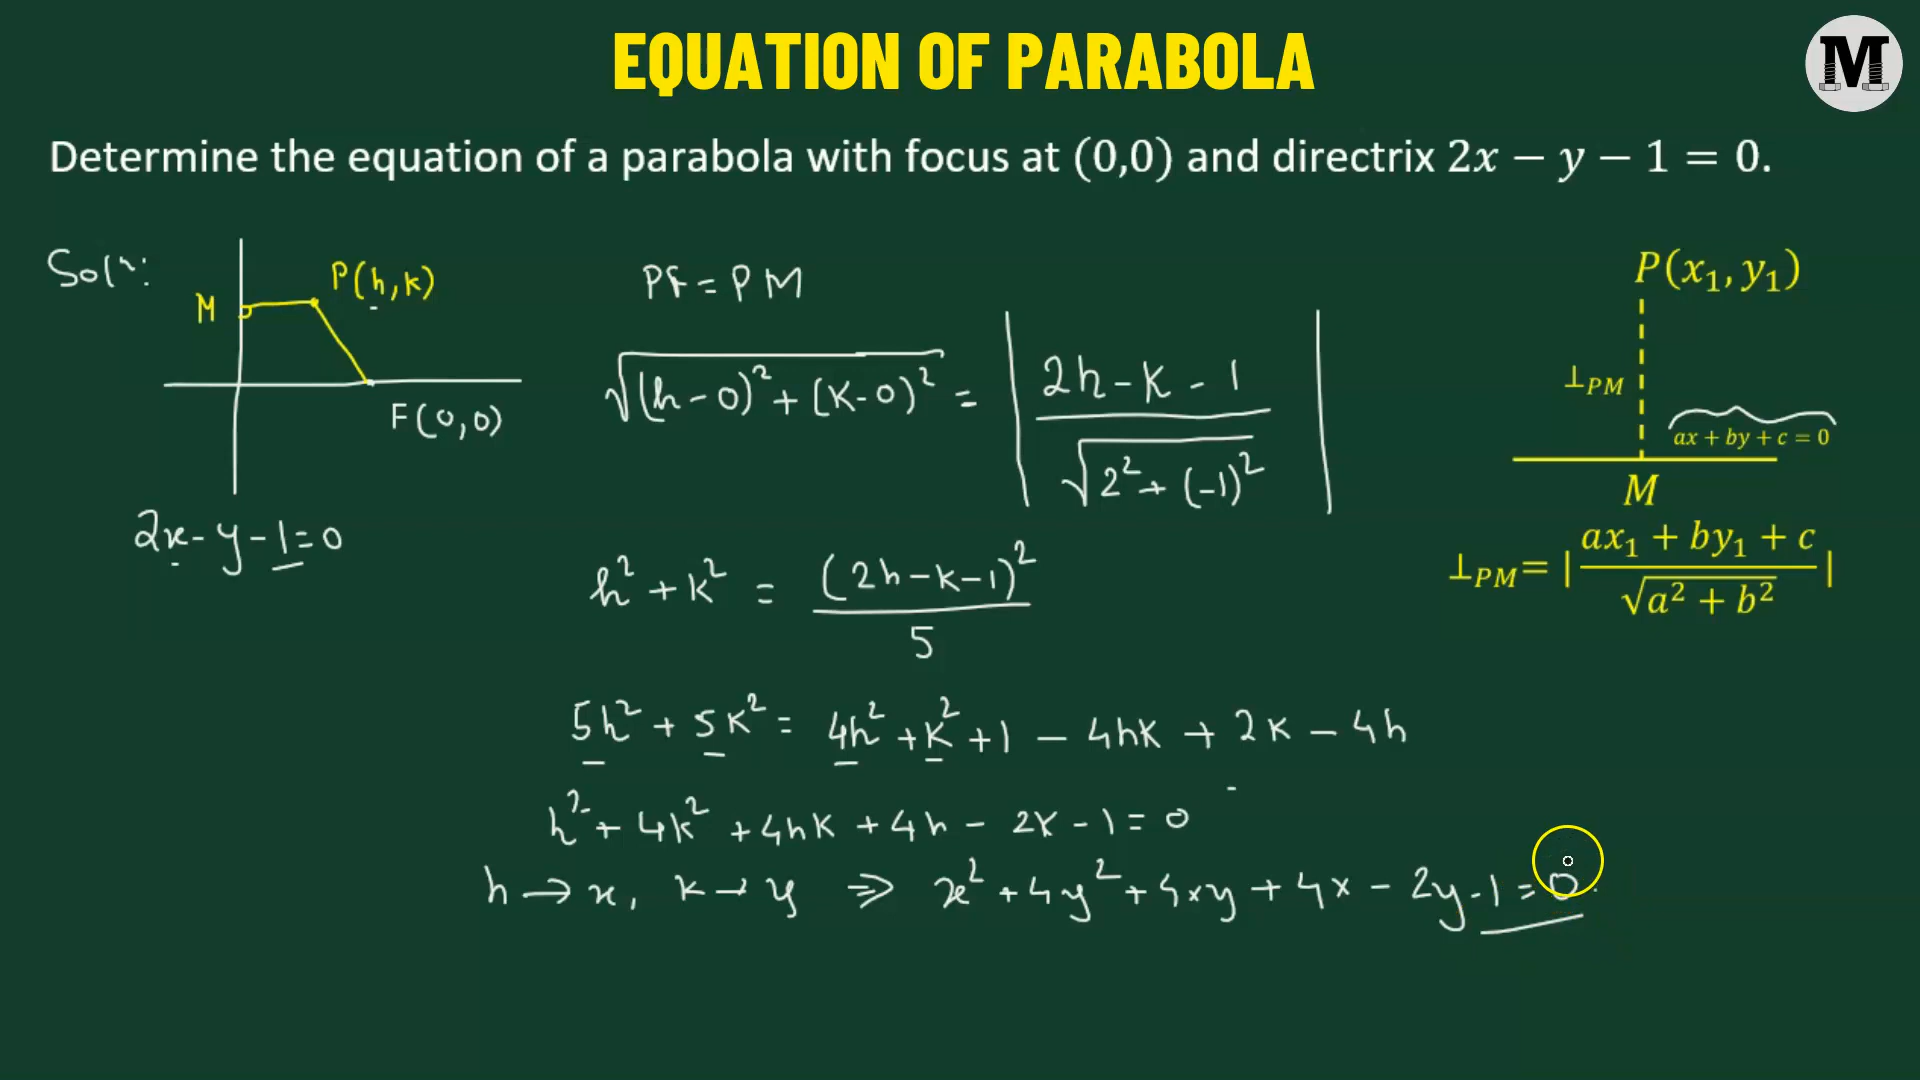 EQUATION OF PARABOLA
M
Determine the equation of a parabola with focus at (0,0) and directrix 2x − y − 1 = 0.
Solⁿ:
M
P(h,k)
F(0,0)
2x-y-1=0
PF = PM
√((h-0)² + (K-0)²) = | (2h-K-1) / √(2² + (-1)²) |
h² + K² = (2h-K-1)² / 5
5h² + 5K² = 4h² + K² + 1 - 4hK + 2K - 4h
h² + 4K² + 4hK + 4h - 2K - 1 = 0
h → x, K → y ⇒ x² + 4y² + 4xy + 4x - 2y - 1 = 0.
P(x₁, y₁)
⊥PM
ax + by + c = 0
M
⊥PM= |(ax₁ + by₁ + c) / √(a² + b²)|